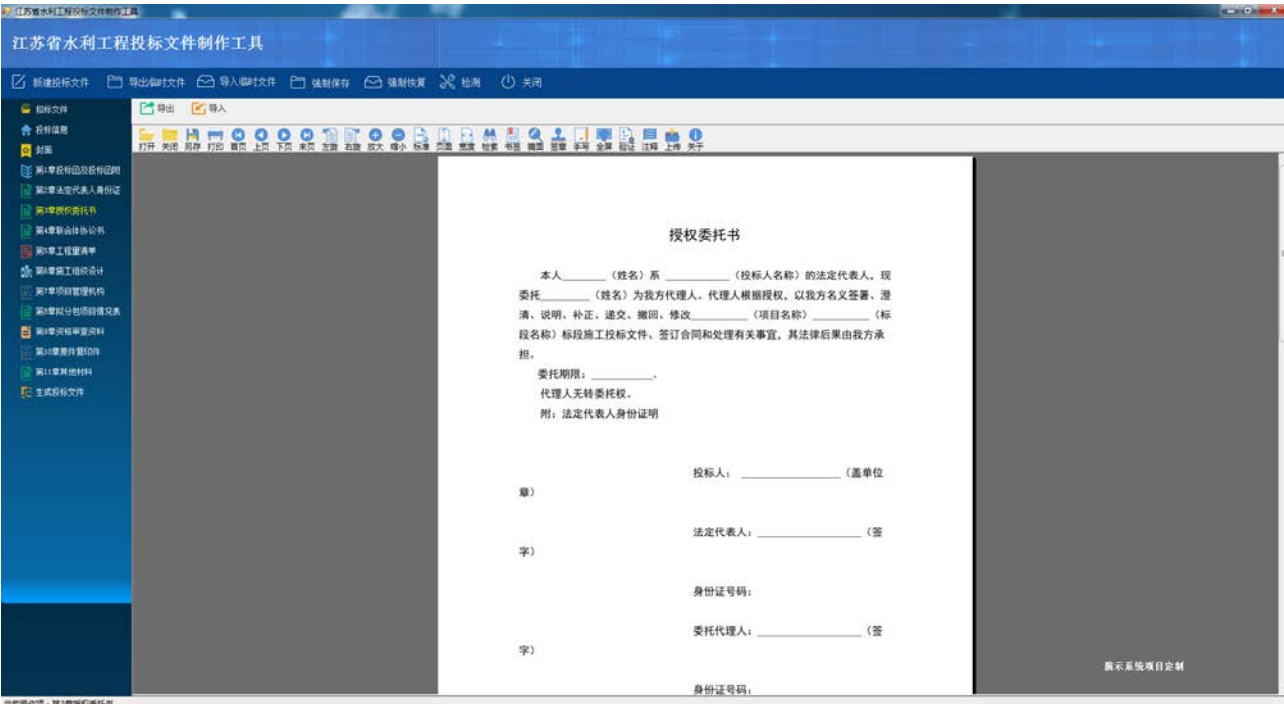 江苏省水利工程投标文件制作工具
江苏省水利工程投标文件制作工具
新建投标文件 导出临时文件 导入临时文件 强制保存 强制恢复 检测 关闭
招标文件
投标信息
封面
第1章投标函及投标函附
第2章法定代表人身份证
第3章授权委托书
第4章联合体协议书
第5章工程量清单
第6章施工组织设计
第7章项目管理机构
第8章拟分包项目情况表
第9章资格审查资料
第10章原件复印件
第11章其他材料
生成投标文件
导出 导入
打开 关闭 另存 打印 首页 上页 下页 末页 左旋 右旋 放大 缩小 标准 页面 宽度 检索 书签 签章 手写 全屏 验证 注释 上传 关于
授权委托书
本人________（姓名）系 ____________（投标人名称）的法定代表人，现
委托_________（姓名）为我方代理人。代理人根据授权，以我方名义签署、澄
清、说明、补正、递交、撤回、修改__________（项目名称）__________（标
段名称）标段施工投标文件、签订合同和处理有关事宜，其法律后果由我方承
担。
委托期限：___________。
代理人无转委托权。
附：法定代表人身份证明
投标人： __________________（盖单位
章）
法定代表人：___________________（签
字）
身份证号码：
委托代理人：___________________（签
字）
身份证号码：
演示系统项目定制